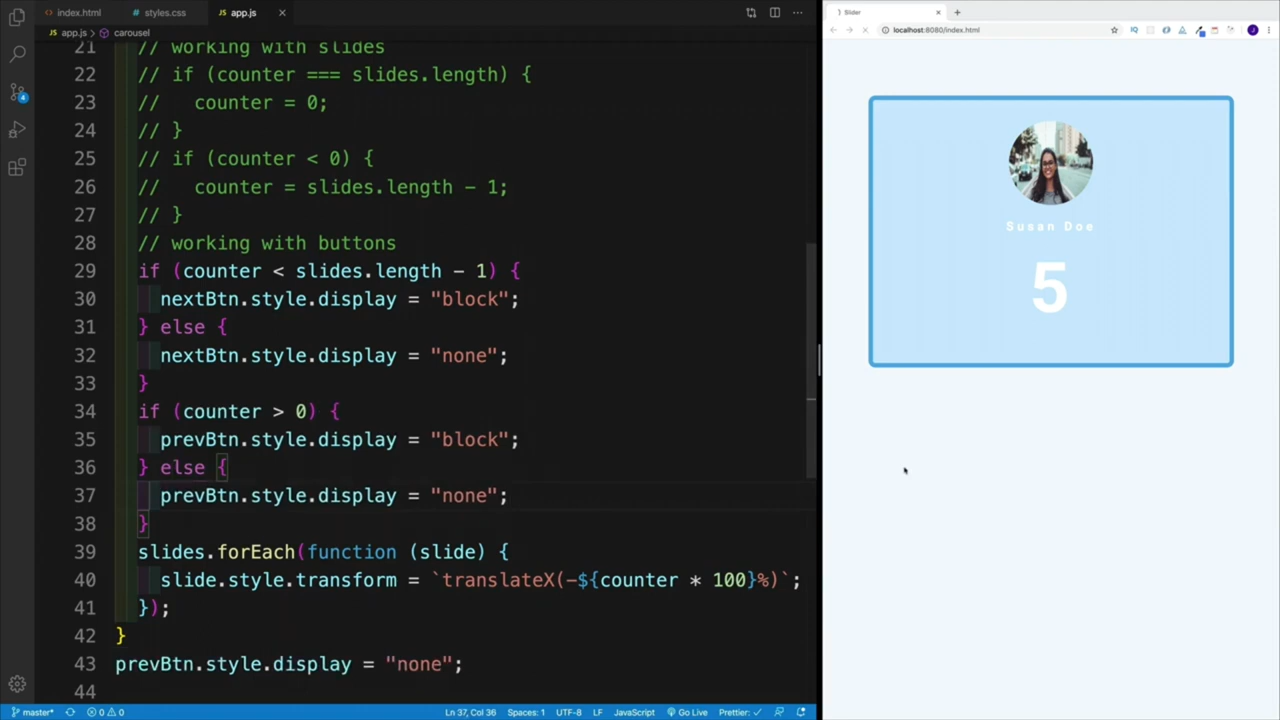 index.html
styles.css
app.js
app.js > carousel
21 // working with slides
22 // if (counter === slides.length) {
23 //   counter = 0;
24 // }
25 // if (counter < 0) {
26 //   counter = slides.length - 1;
27 // }
28 // working with buttons
29 if (counter < slides.length - 1) {
30 nextBtn.style.display = "block";
31 } else {
32 nextBtn.style.display = "none";
33 }
34 if (counter > 0) {
35 prevBtn.style.display = "block";
36 } else {
37 prevBtn.style.display = "none";
38 }
39 slides.forEach(function (slide) {
40 slide.style.transform = `translateX(-${counter * 100}%)`;
41 });
42 }
43 prevBtn.style.display = "none";
44
4
master*
0
0
Ln 37, Col 36
Spaces: 1
UTF-8
LF
JavaScript
Go Live
Prettier: ✓
Slider
localhost:8080/index.html
J
Susan Doe
5